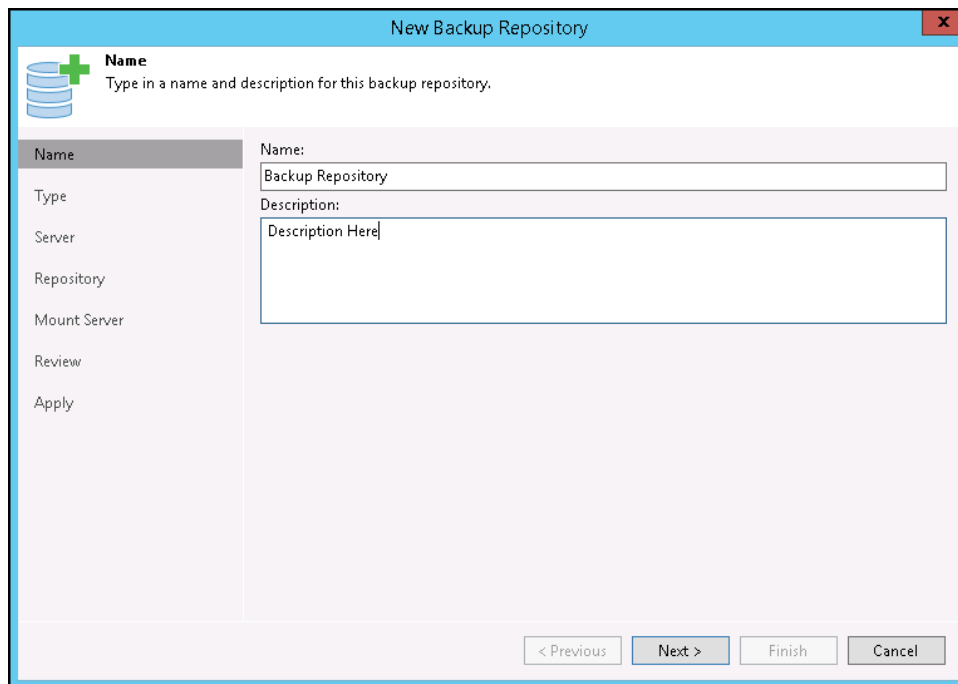 New Backup Repository
x
Name
Type in a name and description for this backup repository.
Name
Type
Server
Repository
Mount Server
Review
Apply
Name:
Backup Repository
Description:
Description Here
< Previous
Next >
Finish
Cancel